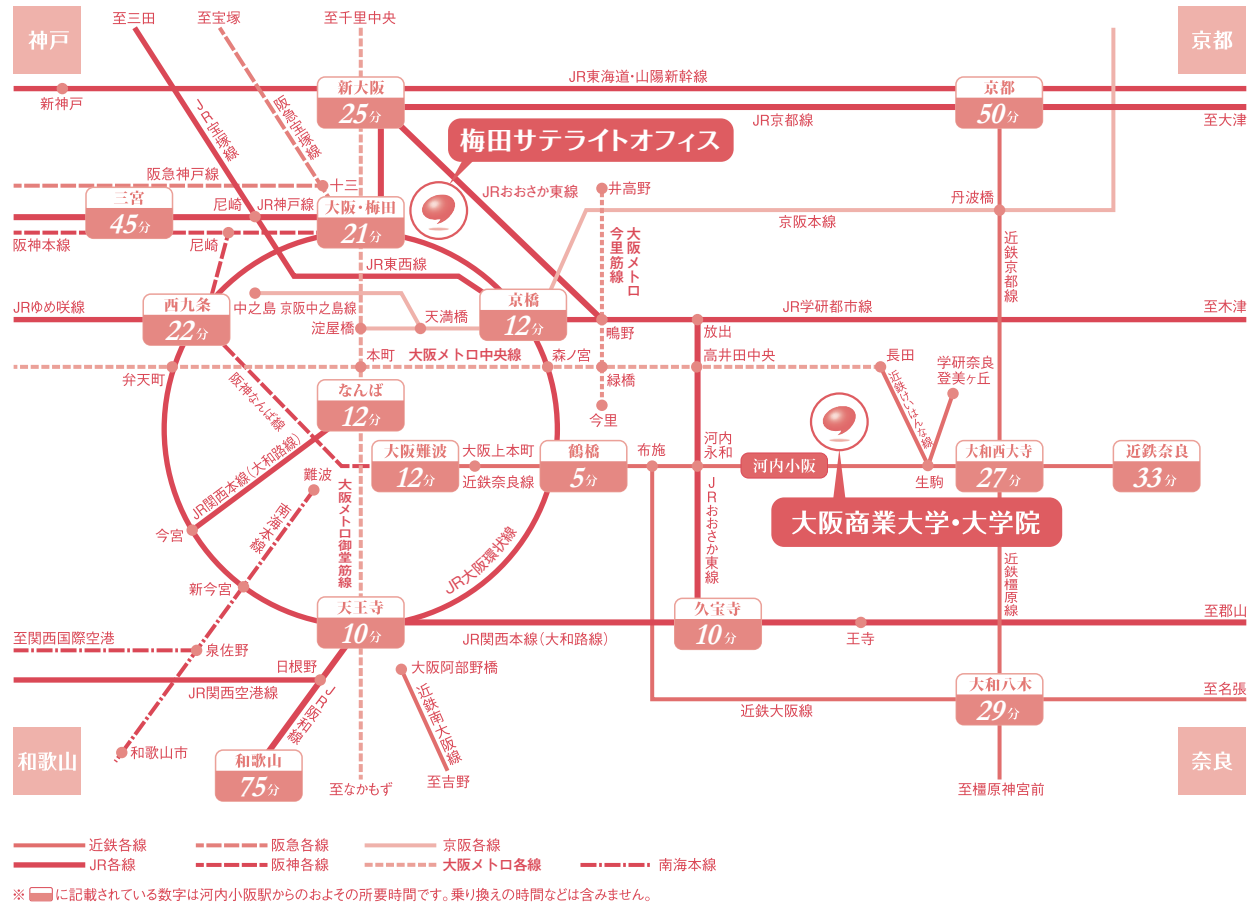 神戸
京都
和歌山
奈良
至三田
至宝塚
至千里中央
新神戸
JR東海道・山陽新幹線
新大阪
25分
京都
50分
JR京都線
至大津
JR宝塚線
阪急宝塚線
梅田サテライトオフィス
阪急神戸線
十三
三宮
45分
尼崎
JR神戸線
大阪・梅田
21分
JRおおさか東線
井高野
丹波橋
京阪本線
阪神本線
尼崎
大阪メトロ
今里筋線
近鉄京都線
JR東西線
JRゆめ咲線
西九条
22分
中之島
京阪中之島線
淀屋橋
天満橋
京橋
12分
JR学研都市線
至木津
鴫野
放出
本町
大阪メトロ中央線
森ノ宮
高井田中央
長田
学研奈良
登美ヶ丘
弁天町
阪神なんば線
緑橋
今里
なんば
12分
近鉄けいはんな線
大阪難波
12分
大阪上本町
近鉄奈良線
鶴橋
5分
布施
河内
永和
河内小阪
生駒
大和西大寺
27分
近鉄奈良
33分
JR関西本線(大和路線)
難波
南海本線
大阪メトロ御堂筋線
JRおおさか東線
大阪商業大学・大学院
今宮
JR大阪環状線
新今宮
近鉄橿原線
天王寺
10分
久宝寺
10分
至郡山
JR関西本線(大和路線)
王寺
至関西国際空港
泉佐野
日根野
大阪阿部野橋
JR関西空港線
JR阪和線
近鉄南大阪線
大和八木
29分
至名張
近鉄大阪線
和歌山市
和歌山
75分
至なかもず
至吉野
至橿原神宮前
近鉄各線
阪急各線
京阪各線
JR各線
阪神各線
大阪メトロ各線
南海本線
※ に記載されている数字は河内小阪駅からのおよその所要時間です。乗り換えの時間などは含みません。